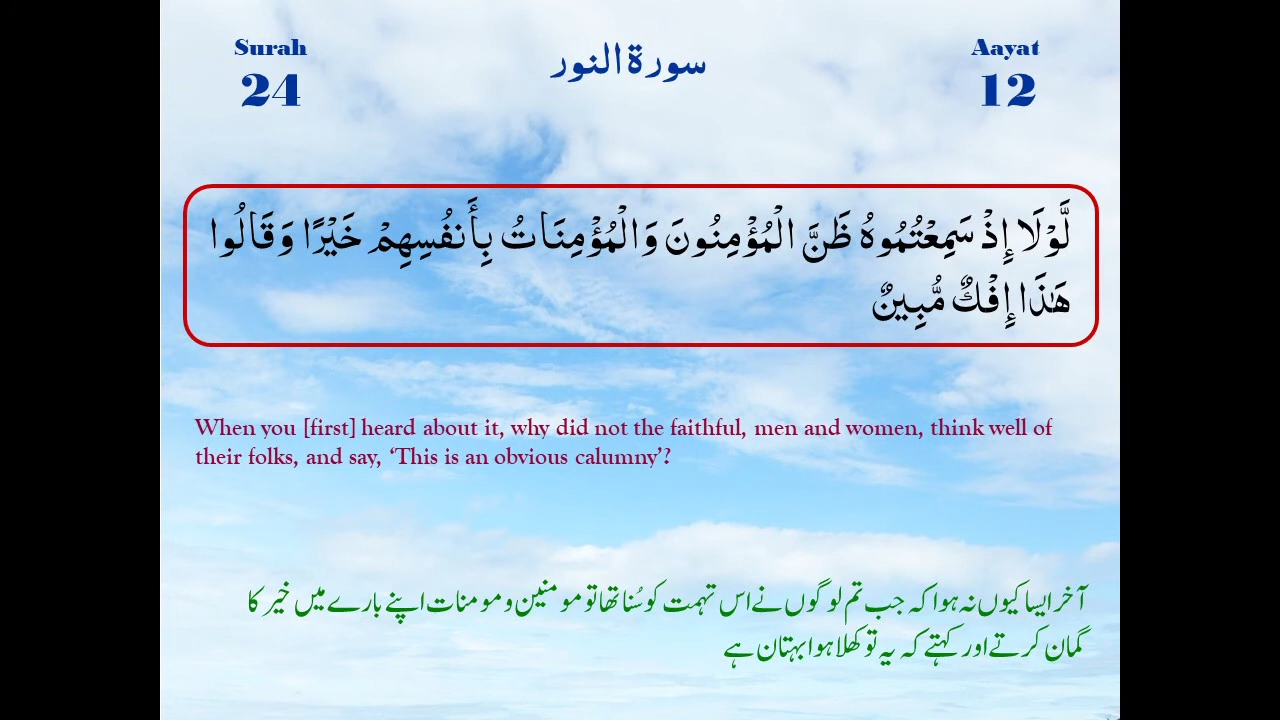 Surah
24
سورة النور
Aayat
12
لَّوْلَا إِذْ سَمِعْتُمُوهُ ظَنَّ الْمُؤْمِنُونَ وَالْمُؤْمِنَاتُ بِأَنفُسِهِمْ خَيْرًا وَقَالُوا
هَٰذَا إِفْكٌ مُّبِينٌ
When you [first] heard about it, why did not the faithful, men and women, think well of
their folks, and say, ‘This is an obvious calumny’?
آخر ایسا کیوں نہ ہوا کہ جب تم لوگوں نے اس تہمت کو سُنا تھا تو مومنین و مومنات اپنے بارے میں خیر کا
گمان کرتے اور کہتے کہ یہ تو کھلا ہوا بہتان ہے